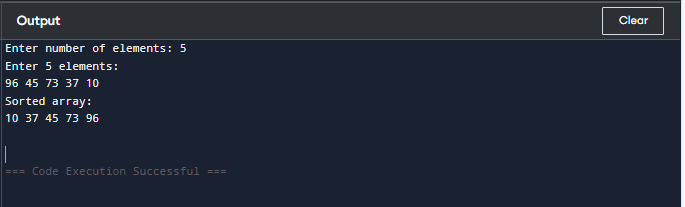 Output
Clear
Enter number of elements: 5
Enter 5 elements:
96 45 73 37 10
Sorted array:
10 37 45 73 96
=== Code Execution Successful ===